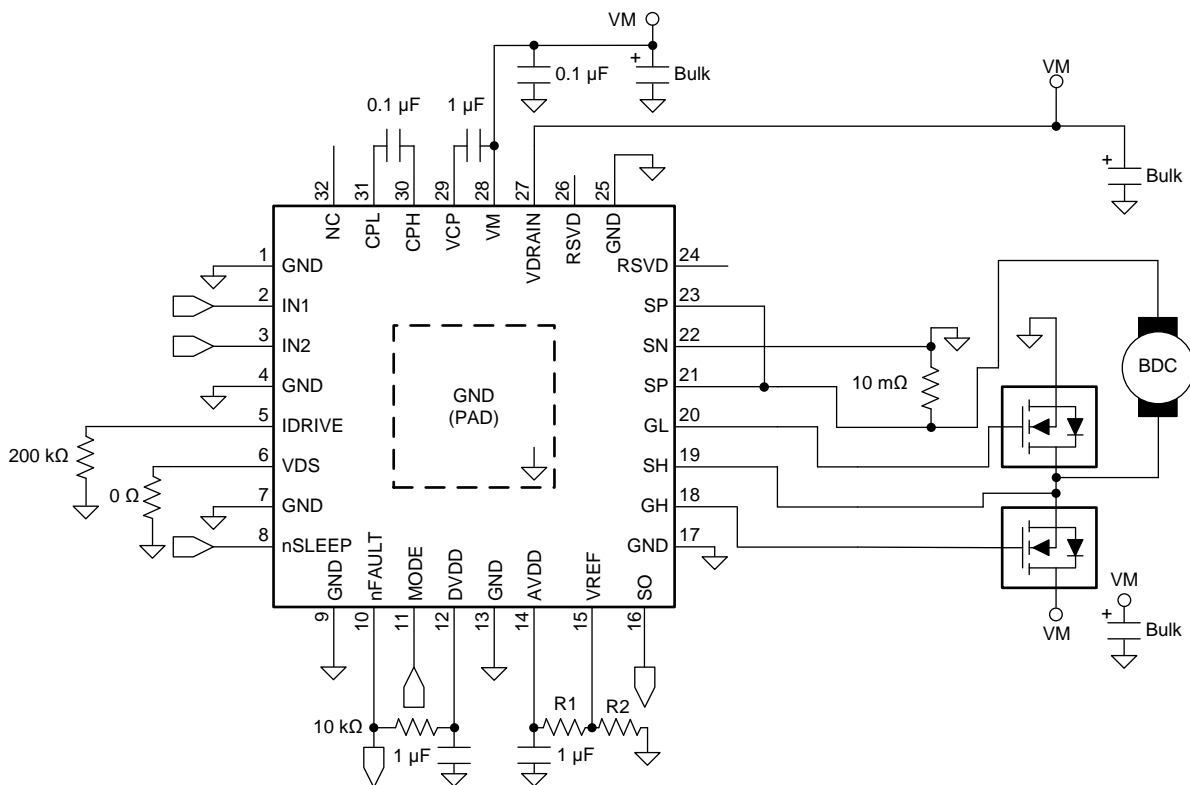 VM
0.1 µF
+
Bulk
VM
0.1 µF
1 µF
+
Bulk
32
31
30
29
28
27
26
25
NC
CPL
CPH
VCP
VM
VDRAIN
RSVD
GND
1
GND
2
IN1
3
IN2
4
GND
5
IDRIVE
6
VDS
7
GND
8
nSLEEP
200 kΩ
0 Ω
GND
(PAD)
RSVD
24
SP
23
SN
22
SP
21
GL
20
SH
19
GH
18
GND
17
10 mΩ
BDC
VM
VM
+
Bulk
GND
nFAULT
MODE
DVDD
GND
AVDD
VREF
SO
9
10
11
12
13
14
15
16
10 kΩ
1 µF
R1
R2
1 µF